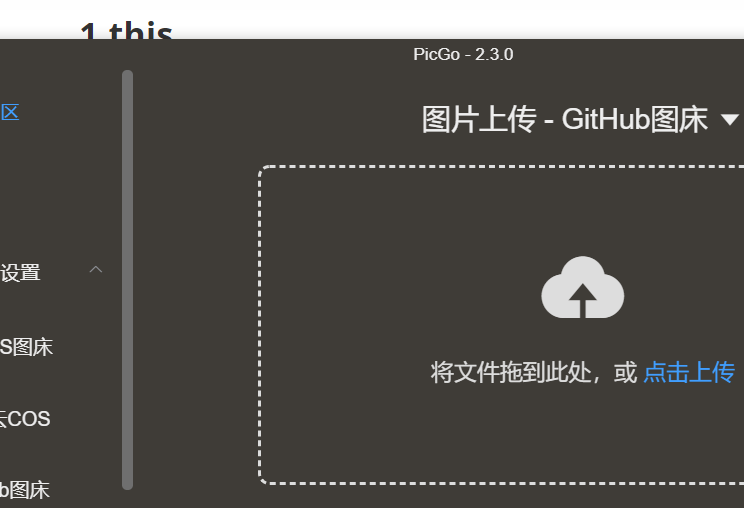 1 this
PicGo - 2.3.0
区
图片上传 - GitHub图床
设置
S图床
将文件拖到此处，或 点击上传
云COS
b图床